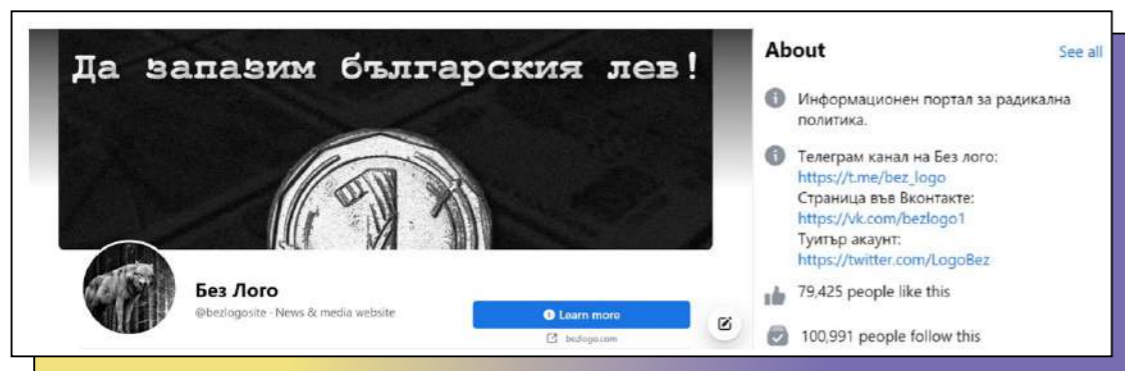 Да запазим българския лев!
1
Без Лого
@bezlogosite · News & media website
Learn more
bezlogo.com
About
See all
Информационен портал за радикална
политика.
Телеграм канал на Без лого:
https://t.me/bez_logo
Страница във Вконтакте:
https://vk.com/bezlogo1
Туитър акаунт:
https://twitter.com/LogoBez
79,425 people like this
100,991 people follow this